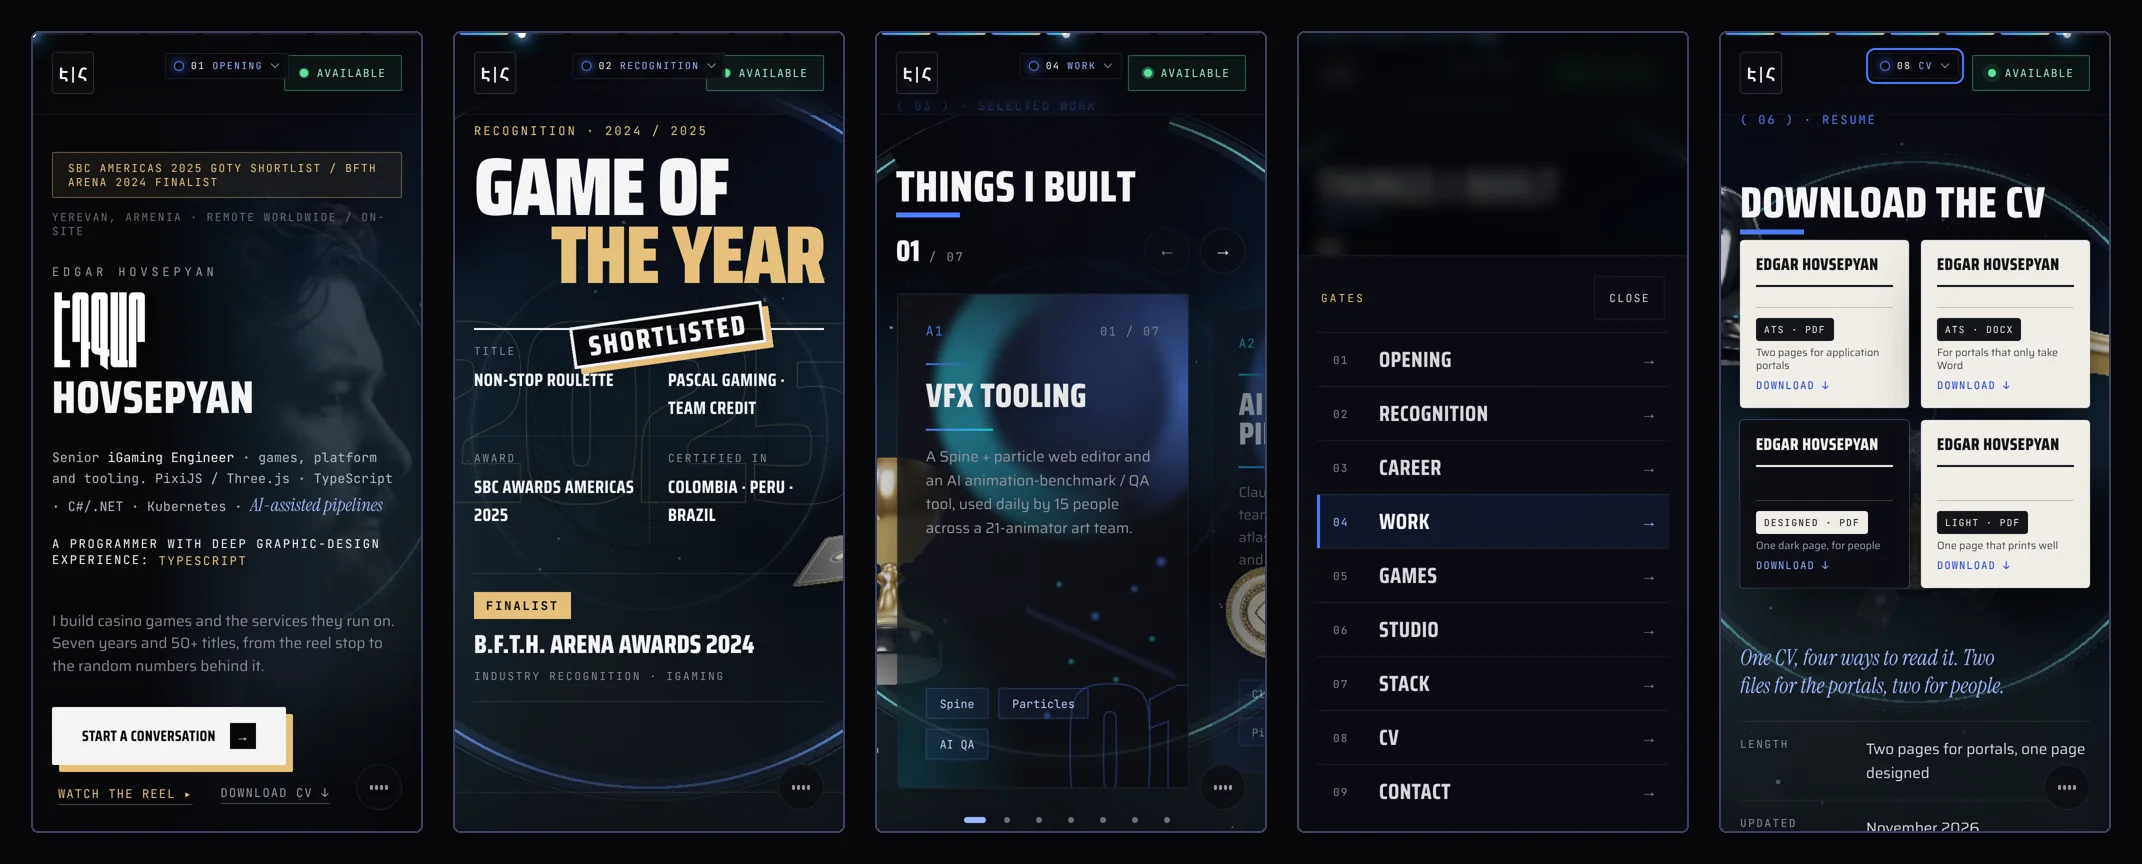 է|Հ
01 OPENING
AVAILABLE
SBC AMERICAS 2025 GOTY SHORTLIST / BFTH
ARENA 2024 FINALIST
YEREVAN, ARMENIA · REMOTE WORLDWIDE / ON-
SITE
EDGAR HOVSEPYAN
HOVSEPYAN
Senior iGaming Engineer · games, platform
and tooling. PixiJS / Three.js · TypeScript
· C#/.NET · Kubernetes · AI-assisted pipelines
A PROGRAMMER WITH DEEP GRAPHIC-DESIGN
EXPERIENCE: TYPESCRIPT
I build casino games and the services they run on.
Seven years and 50+ titles, from the reel stop to
the random numbers behind it.
START A CONVERSATION →
WATCH THE REEL ▸
DOWNLOAD CV ↓
է|Հ
02 RECOGNITION
AVAILABLE
RECOGNITION · 2024 / 2025
GAME OF
THE YEAR
SHORTLISTED
2025
TITLE
NON-STOP ROULETTE
PASCAL GAMING ·
TEAM CREDIT
AWARD
SBC AWARDS AMERICAS
2025
CERTIFIED IN
COLOMBIA · PERU ·
BRAZIL
FINALIST
B.F.T.H. ARENA AWARDS 2024
INDUSTRY RECOGNITION · IGAMING
է|Հ
04 WORK
AVAILABLE
( 03 ) · SELECTED WORK
THINGS I BUILT
01 / 07
← →
A1
01 / 07
VFX TOOLING
A Spine + particle web editor and
an AI animation-benchmark / QA
tool, used daily by 15 people
across a 21-animator art team.
Spine
Particles
AI QA
01
A2
AI
GATES
CLOSE
01 OPENING →
02 RECOGNITION →
03 CAREER →
04 WORK →
05 GAMES →
06 STUDIO →
07 STACK →
08 CV →
09 CONTACT →
է|Հ
08 CV
AVAILABLE
( 06 ) · RÉSUMÉ
DOWNLOAD THE CV
EDGAR HOVSEPYAN
ATS · PDF
Two pages for application
portals
DOWNLOAD ↓
EDGAR HOVSEPYAN
ATS · DOCX
For portals that only take
Word
DOWNLOAD ↓
EDGAR HOVSEPYAN
DESIGNED · PDF
One dark page, for people
DOWNLOAD ↓
EDGAR HOVSEPYAN
LIGHT · PDF
One page that prints well
DOWNLOAD ↓
One CV, four ways to read it. Two
files for the portals, two for people.
LENGTH
Two pages for portals, one page
designed
UPDATED
November 2026